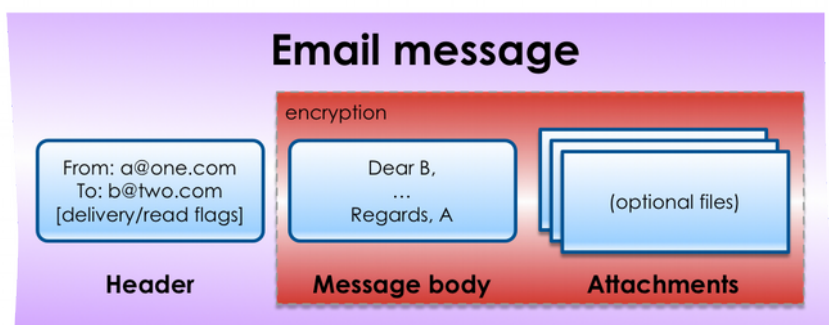 Email message
encryption
From: a@one.com
To: b@two.com
[delivery/read flags]
Dear B,
…
Regards, A
(optional files)
Header
Message body
Attachments